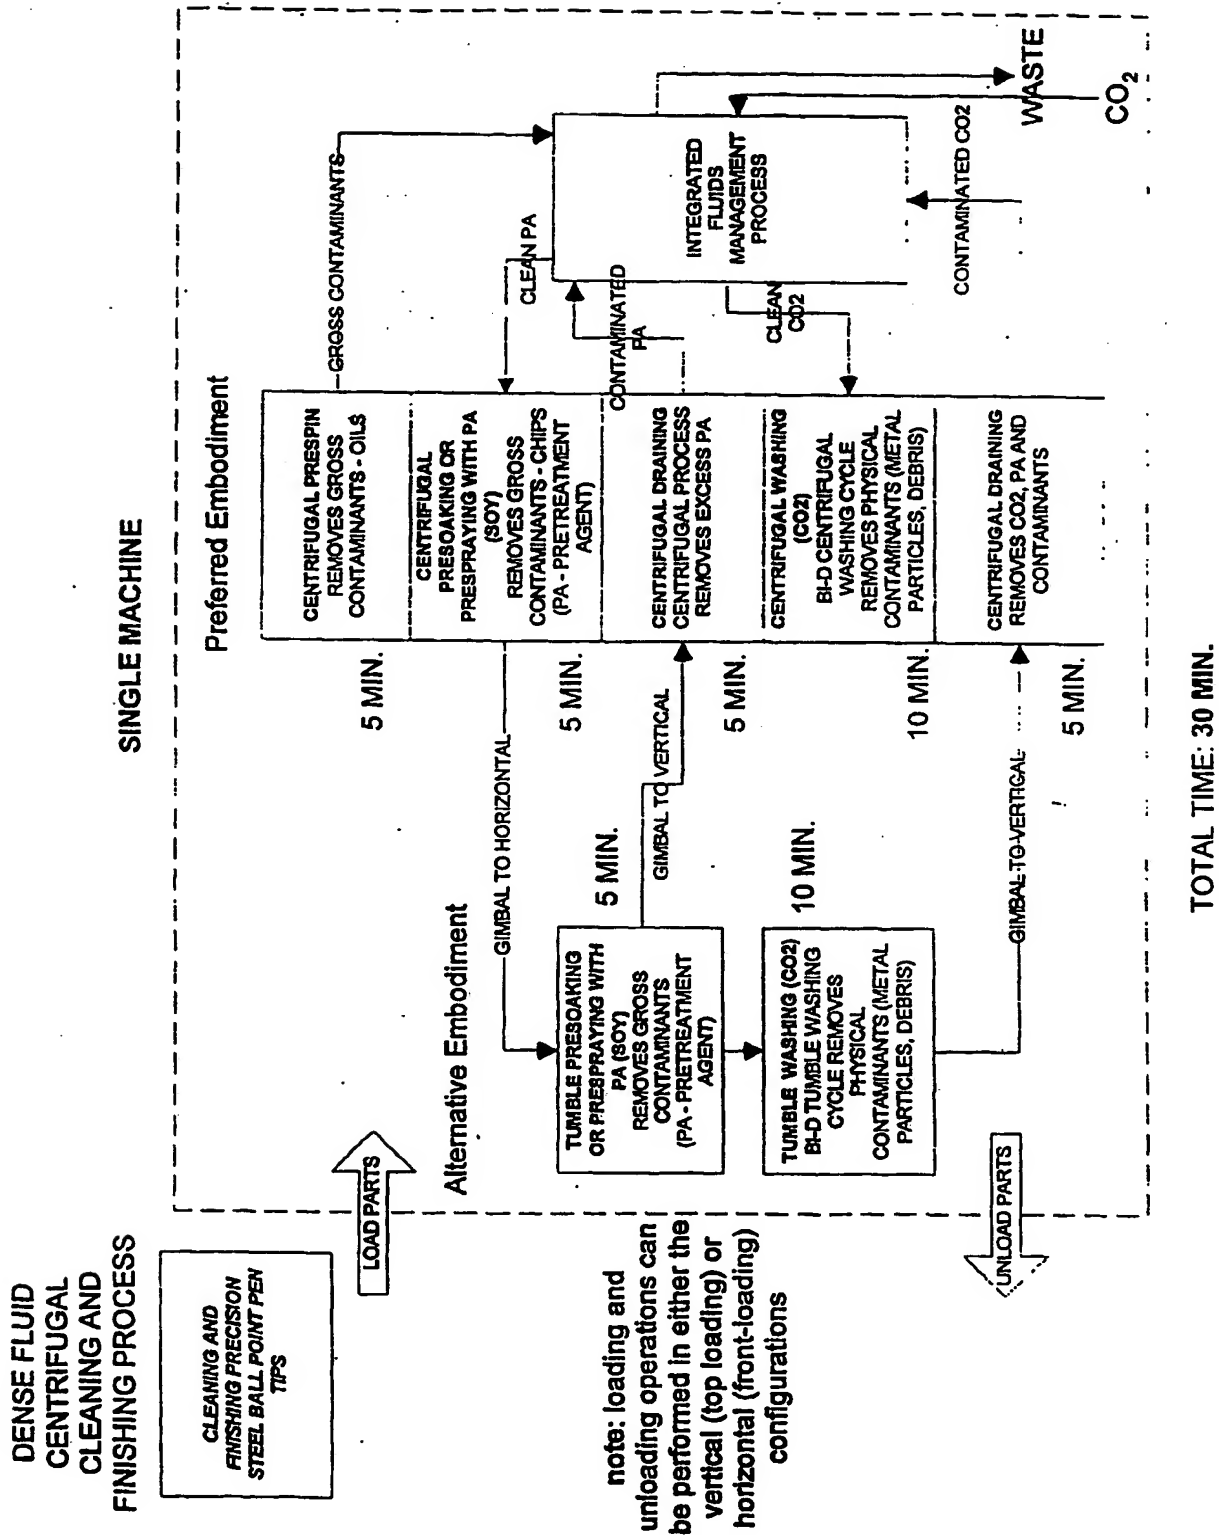 DENSE FLUID
CENTRIFUGAL
CLEANING AND
FINISHING PROCESS
CLEANING AND
FINISHING PRECISION
STEEL BALL POINT PEN
TIPS
LOAD PARTS
note: loading and
unloading operations can
be performed in either the
vertical (top loading) or
horizontal (front-loading)
configurations
UNLOAD PARTS
SINGLE MACHINE
Alternative Embodiment
TUMBLE PRESOAKING
OR PRESPRAYING WITH
PA (SOY)
REMOVES GROSS
CONTAMINANTS
(PA - PRETREATMENT
AGENT)
5 MIN.
TUMBLE WASHING (CO2)
BI-D TUMBLE WASHING
CYCLE REMOVES
PHYSICAL
CONTAMINANTS (METAL
PARTICLES, DEBRIS)
10 MIN.
GIMBAL TO HORIZONTAL
GIMBAL TO VERTICAL
GIMBAL-TO-VERTICAL
Preferred Embodiment
CENTRIFUGAL PRESPIN
REMOVES GROSS
CONTAMINANTS - OILS
5 MIN.
CENTRIFUGAL
PRESOAKING OR
PRESPRAYING WITH PA
(SOY)
REMOVES GROSS
CONTAMINANTS - CHIPS
(PA - PRETREATMENT
AGENT)
5 MIN.
CENTRIFUGAL DRAINING
CENTRIFUGAL PROCESS
REMOVES EXCESS PA
5 MIN.
CENTRIFUGAL WASHING
(CO2)
BI-D CENTRIFUGAL
WASHING CYCLE
REMOVES PHYSICAL
CONTAMINANTS (METAL
PARTICLES, DEBRIS)
10 MIN.
CENTRIFUGAL DRAINING
REMOVES CO2, PA AND
CONTAMINANTS
5 MIN.
GROSS CONTAMINANTS
CLEAN PA
CONTAMINATED
PA
CLEAN
CO2
CONTAMINATED CO2
INTEGRATED
FLUIDS
MANAGEMENT
PROCESS
WASTE
CO2
TOTAL TIME: 30 MIN.